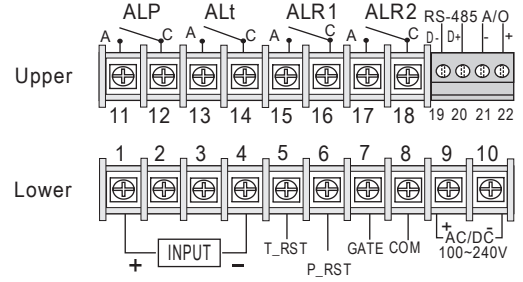 ALP ALt ALR1 ALR2 RS-485 A/O
A C A C A C A C D- D+ - +
Upper
11 12 13 14 15 16 17 18 19 20 21 22
1 2 3 4 5 6 7 8 9 10
Lower
+ INPUT - T_RST P_RST GATE COM + -
AC/DC
100~240V